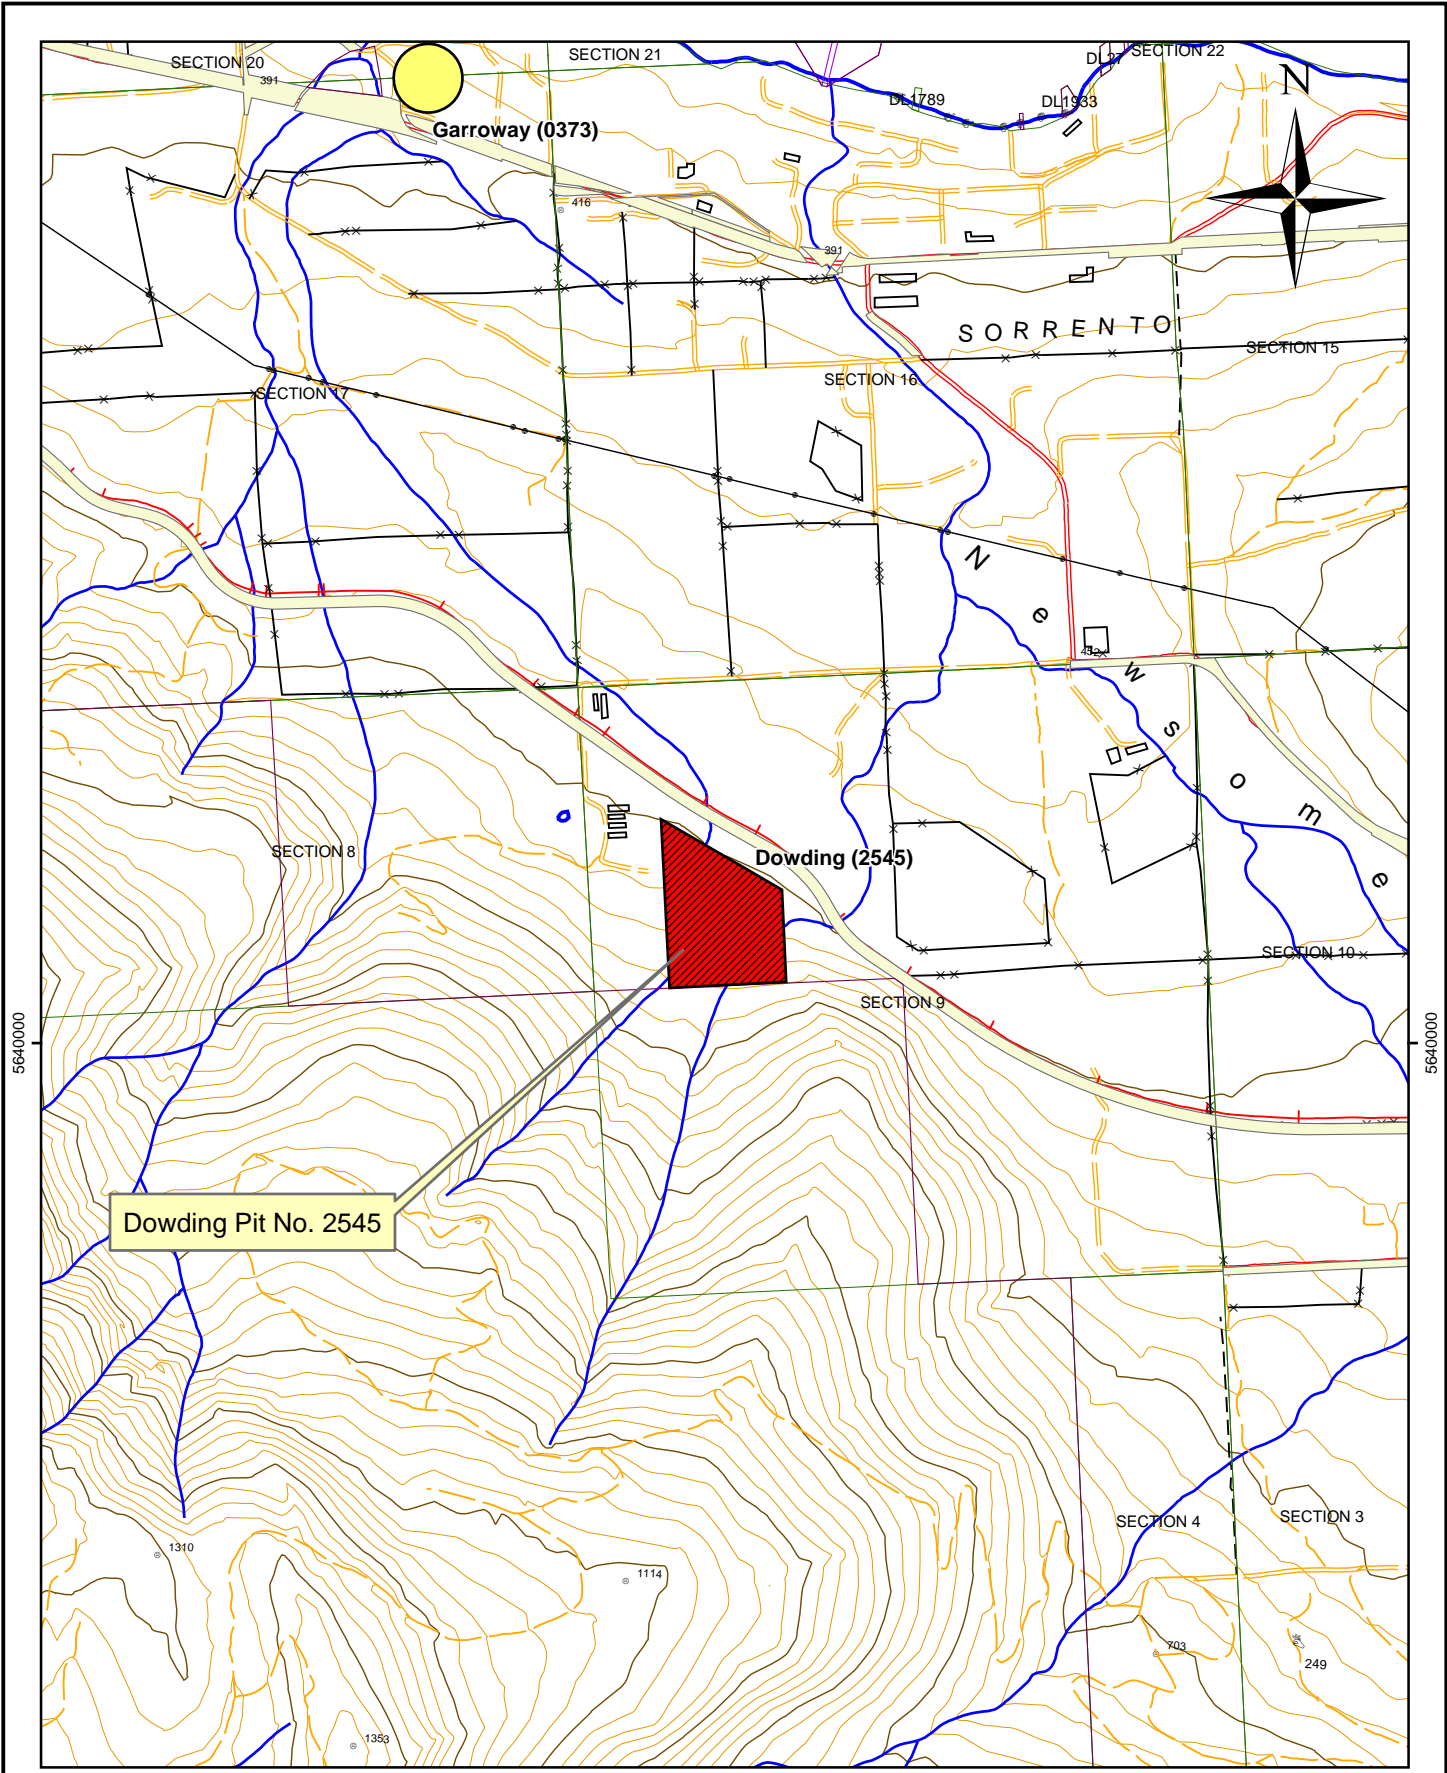 SECTION 20
SECTION 21
SECTION 22
391
DL27
DL1789
DL1933
N
Garroway (0373)
416
391
SORRENTO
SECTION 15
SECTION 16
SECTION 17
Newsome
SECTION 8
Dowding (2545)
SECTION 10
SECTION 9
5640000
5640000
Dowding Pit No. 2545
SECTION 4
SECTION 3
1310
1114
703
249
1353